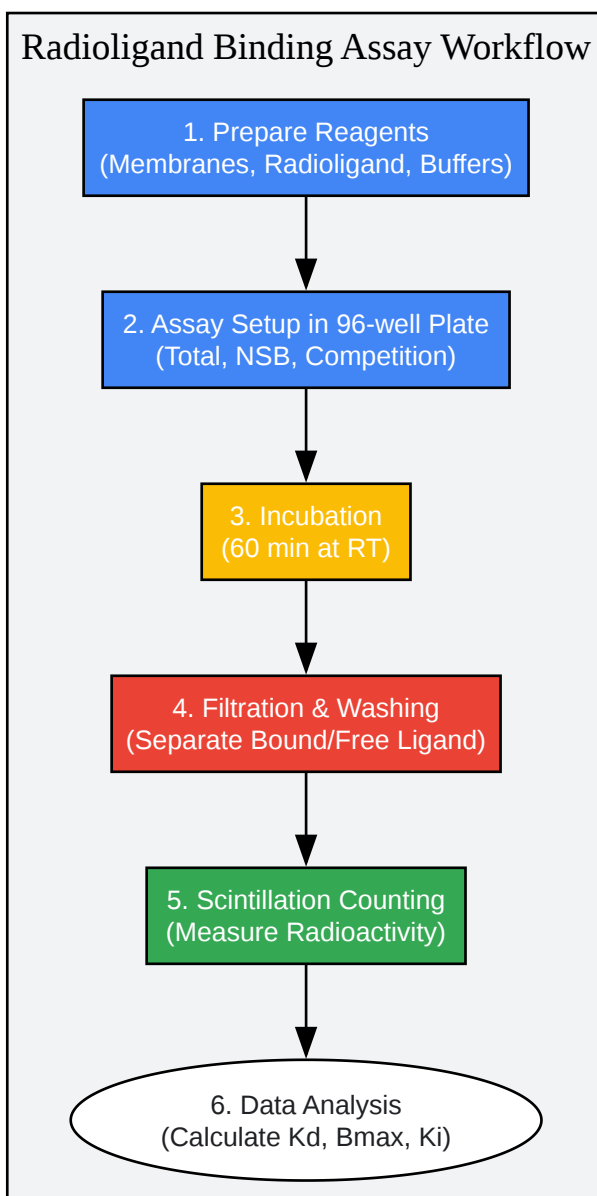 Radioligand Binding Assay Workflow
1. Prepare Reagents
(Membranes, Radioligand, Buffers)
2. Assay Setup in 96-well Plate
(Total, NSB, Competition)
3. Incubation
(60 min at RT)
4. Filtration & Washing
(Separate Bound/Free Ligand)
5. Scintillation Counting
(Measure Radioactivity)
6. Data Analysis
(Calculate Kd, Bmax, Ki)